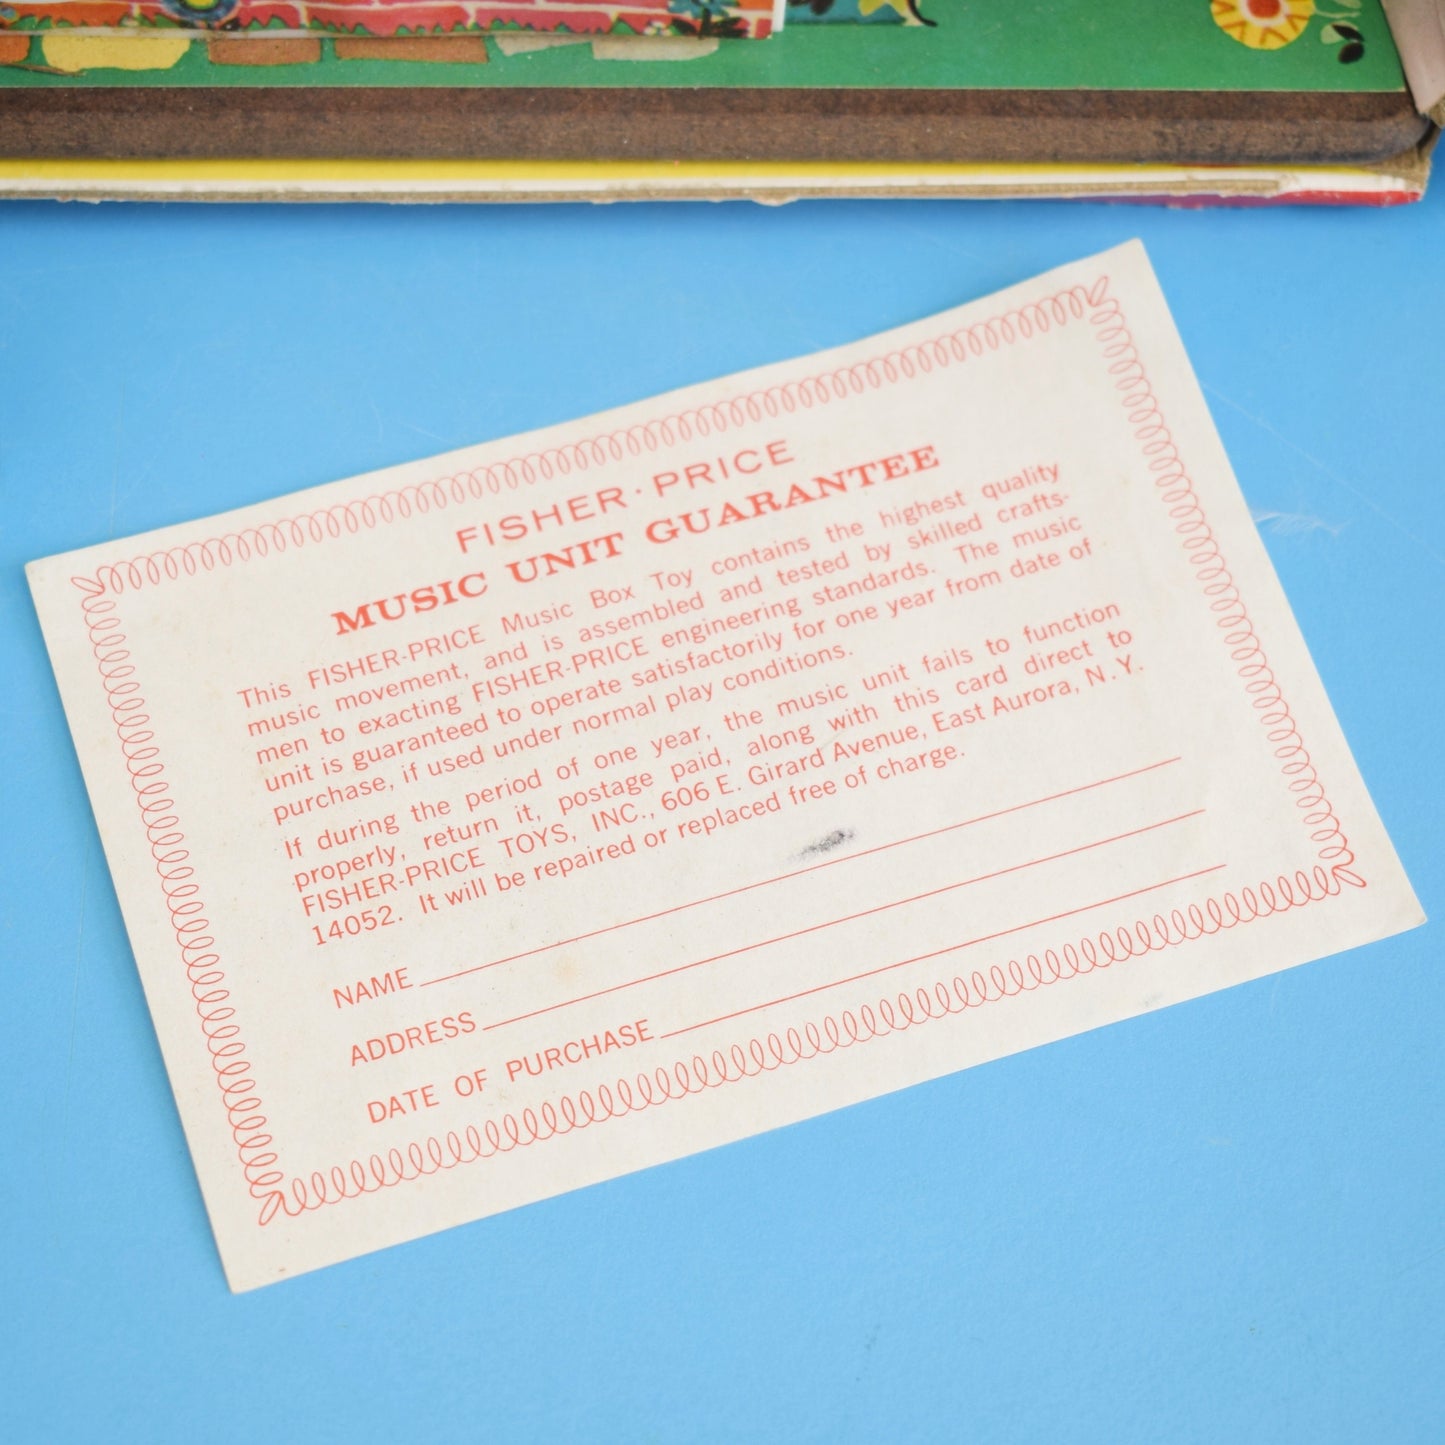 FISHER·PRICE
MUSIC UNIT GUARANTEE
This FISHER-PRICE Music Box Toy contains the highest quality
music movement, and is assembled and tested by skilled crafts-
men to exacting FISHER-PRICE engineering standards. The music
unit is guaranteed to operate satisfactorily for one year from date of
purchase, if used under normal play conditions.
If during the period of one year, the music unit fails to function
properly, return it, postage paid, along with this card direct to
FISHER-PRICE TOYS, INC., 606 E. Girard Avenue, East Aurora, N. Y.
14052. It will be repaired or replaced free of charge.
NAME
ADDRESS
DATE OF PURCHASE